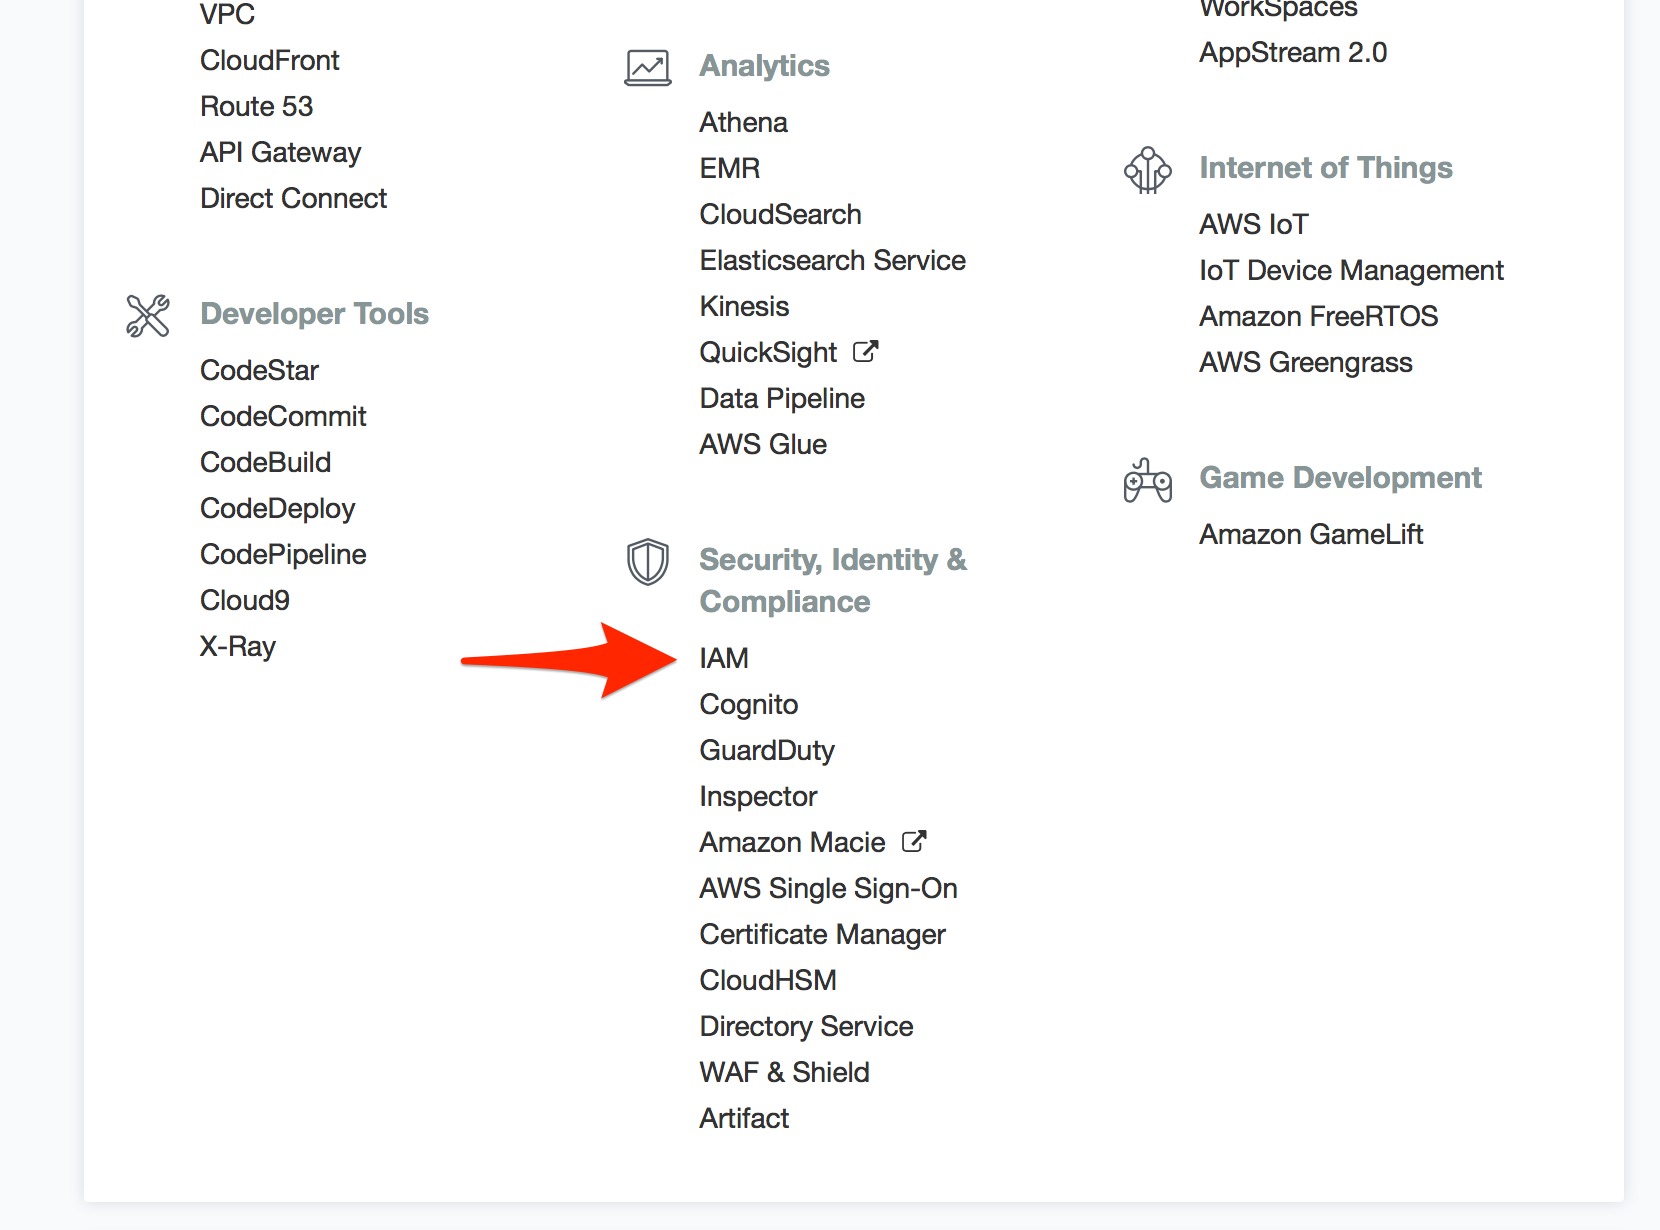 VPC
CloudFront
Route 53
API Gateway
Direct Connect
Developer Tools
CodeStar
CodeCommit
CodeBuild
CodeDeploy
CodePipeline
Cloud9
X-Ray
Analytics
Athena
EMR
CloudSearch
Elasticsearch Service
Kinesis
QuickSight
Data Pipeline
AWS Glue
Security, Identity &
Compliance
IAM
Cognito
GuardDuty
Inspector
Amazon Macie
AWS Single Sign-On
Certificate Manager
CloudHSM
Directory Service
WAF & Shield
Artifact
WorkSpaces
AppStream 2.0
Internet of Things
AWS IoT
IoT Device Management
Amazon FreeRTOS
AWS Greengrass
Game Development
Amazon GameLift